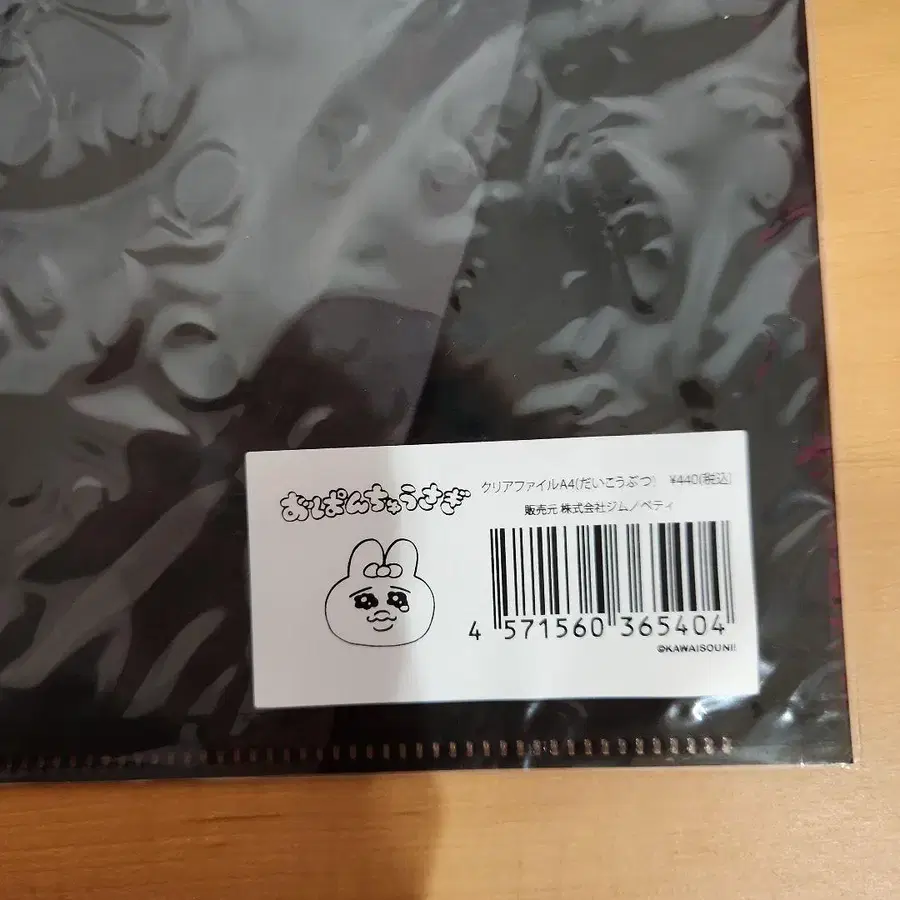 おぱんちゅうさぎ
クリアファイルA4(だいこうぶつ) ¥440(税込)
販売元 株式会社ジムノペティ
4 571560 365404
©KAWAISOUNI!